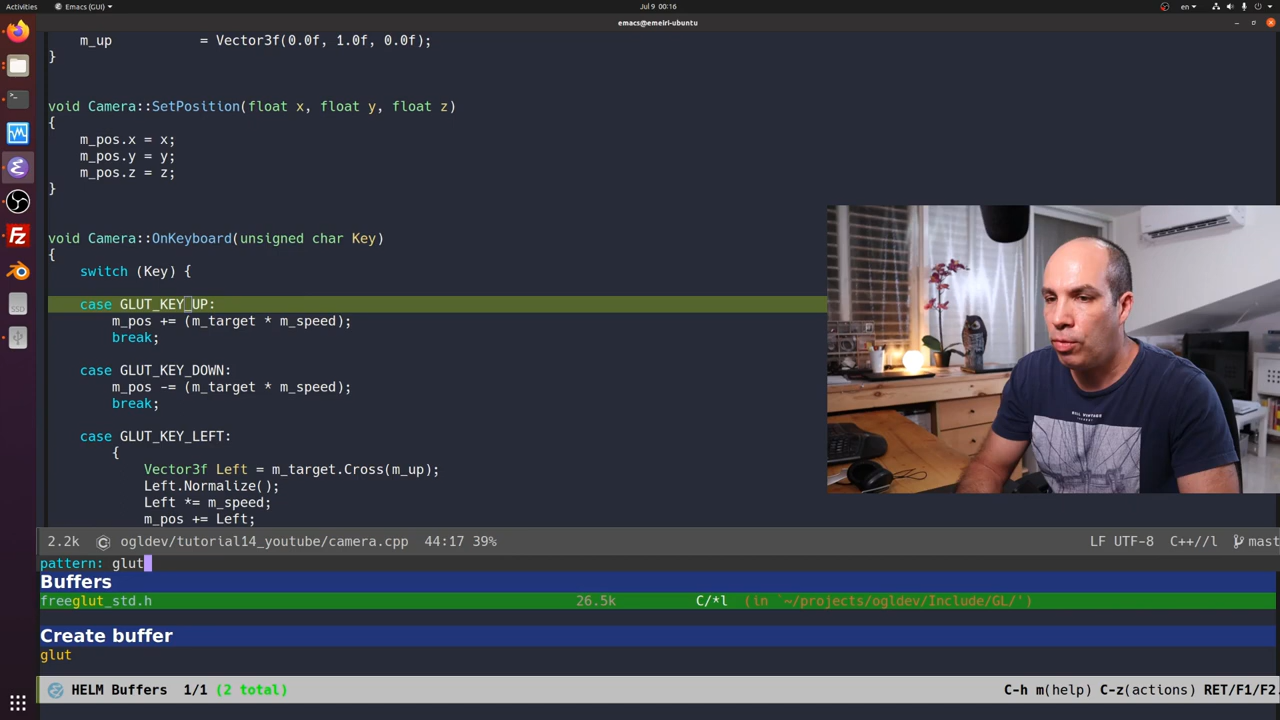 Activities
Emacs (GUI)
Jul 9 00:16
en
emacs@emeiri-ubuntu
m_up = Vector3f(0.0f, 1.0f, 0.0f);
}
void Camera::SetPosition(float x, float y, float z)
{
m_pos.x = x;
m_pos.y = y;
m_pos.z = z;
}
void Camera::OnKeyboard(unsigned char Key)
{
switch (Key) {
case GLUT_KEY_UP:
m_pos += (m_target * m_speed);
break;
case GLUT_KEY_DOWN:
m_pos -= (m_target * m_speed);
break;
case GLUT_KEY_LEFT:
{
Vector3f Left = m_target.Cross(m_up);
Left.Normalize();
Left *= m_speed;
m_pos += Left;
2.2k ogldev/tutorial14_youtube/camera.cpp 44:17 39% LF UTF-8 C++//l mast
pattern: glut
Buffers
freeglut_std.h 26.5k C/*l (in `~/projects/ogldev/Include/GL/')
Create buffer
glut
HELM Buffers 1/1 (2 total) C-h m(help) C-z(actions) RET/F1/F2